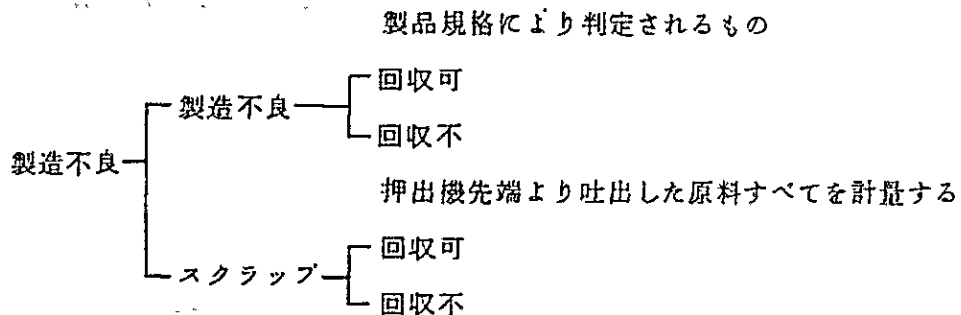 製品規格により判定されるもの
回収可
製造不良
回収不
製造不良
押出機先端より吐出した原料すべてを計量する
回収可
スクラップ
回収不